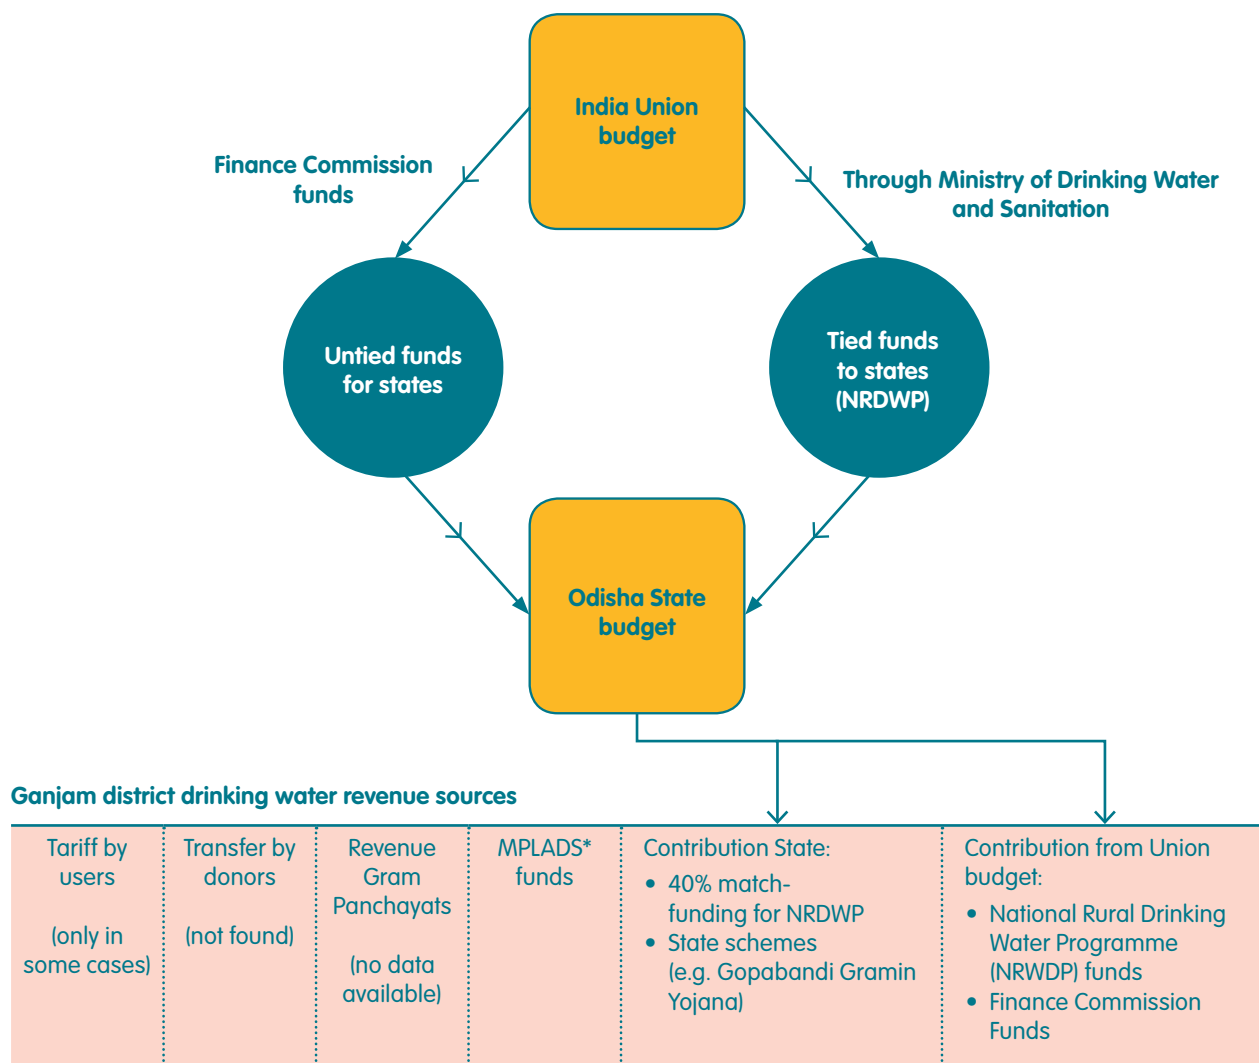 India Union
budget
Finance Commission
funds
Through Ministry of Drinking Water
and Sanitation
Untied funds
for states
Tied funds
to states
(NRDWP)
Odisha State
budget
Ganjam district drinking water revenue sources
Tariff by
users
(only in
some cases)
Transfer by
donors
(not found)
Revenue
Gram
Panchayats
(no data
available)
MPLADS*
funds
Contribution State:
• 40% match-
funding for NRDWP
• State schemes
(e.g. Gopabandi Gramin
Yojana)
Contribution from Union
budget:
• National Rural Drinking
Water Programme
(NRWDP) funds
• Finance Commission
Funds